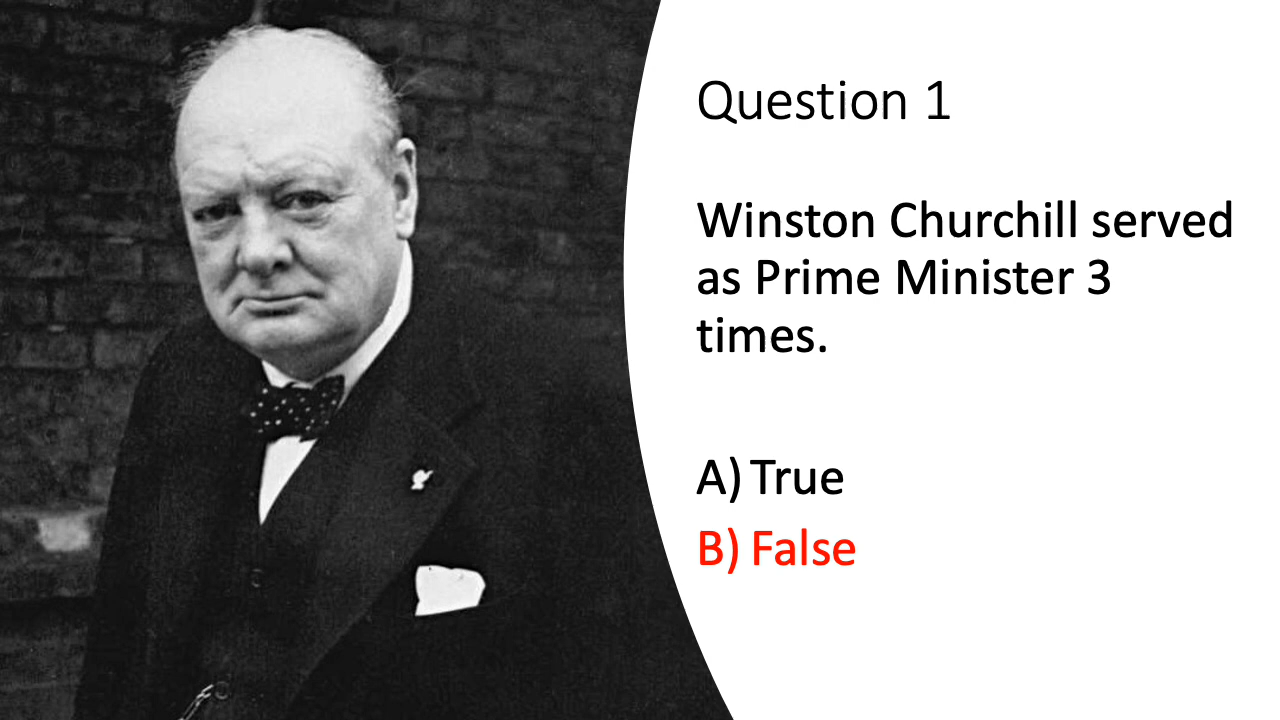 Question 1
Winston Churchill served
as Prime Minister 3
times.
A) True
B) False